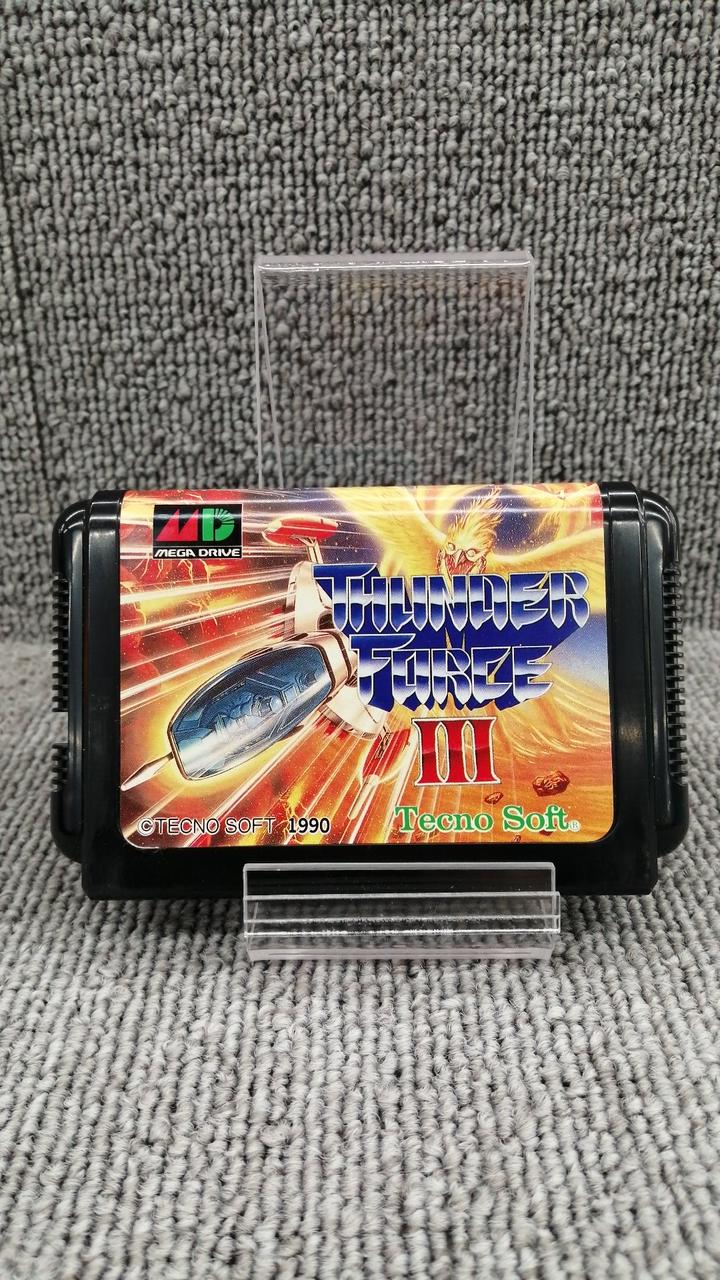 MD
MEGA DRIVE
THUNDER
FORCE
III
©TECNO SOFT 1990
Tecno Soft®